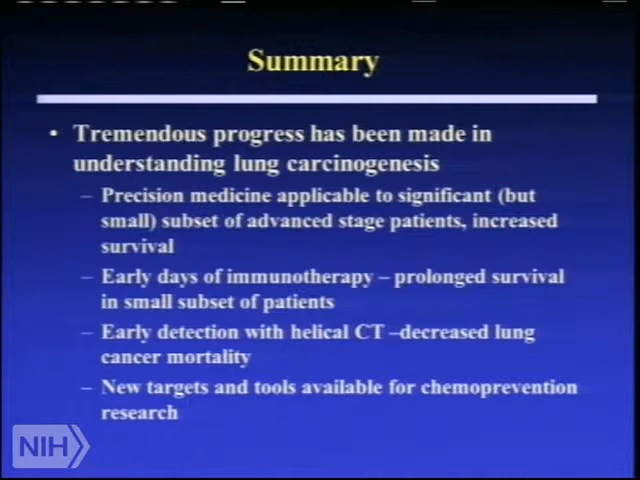 Summary
• Tremendous progress has been made in
understanding lung carcinogenesis
– Precision medicine applicable to significant (but
small) subset of advanced stage patients, increased
survival
– Early days of immunotherapy – prolonged survival
in small subset of patients
– Early detection with helical CT –decreased lung
cancer mortality
– New targets and tools available for chemoprevention
research
NIH